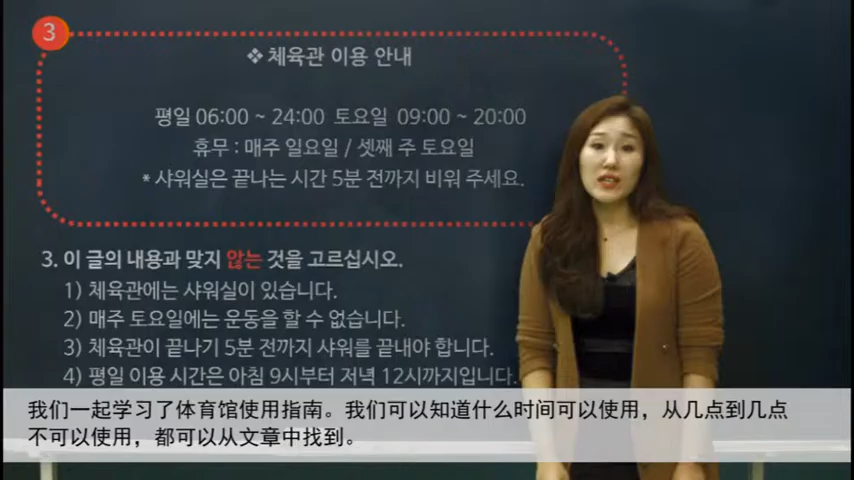 3
❖ 체육관 이용 안내
평일 06:00 ~ 24:00 토요일 09:00 ~ 20:00
휴무 : 매주 일요일 / 셋째 주 토요일
* 샤워실은 끝나는 시간 5분 전까지 비워 주세요.
3. 이 글의 내용과 맞지 않는 것을 고르십시오.
1) 체육관에는 샤워실이 있습니다.
2) 매주 토요일에는 운동을 할 수 없습니다.
3) 체육관이 끝나기 5분 전까지 샤워를 끝내야 합니다.
4) 평일 이용 시간은 아침 9시부터 저녁 12시까지입니다.
我们一起学习了体育馆使用指南。我们可以知道什么时间可以使用，从几点到几点
不可以使用，都可以从文章中找到。